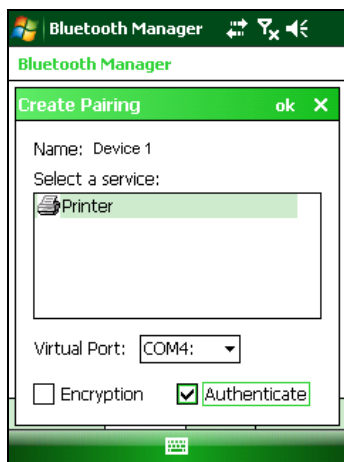 Bluetooth Manager
Bluetooth Manager
Create Pairing ok
Name: Device 1
Select a service:
Printer
Virtual Port: COM4:
Encryption Authenticate